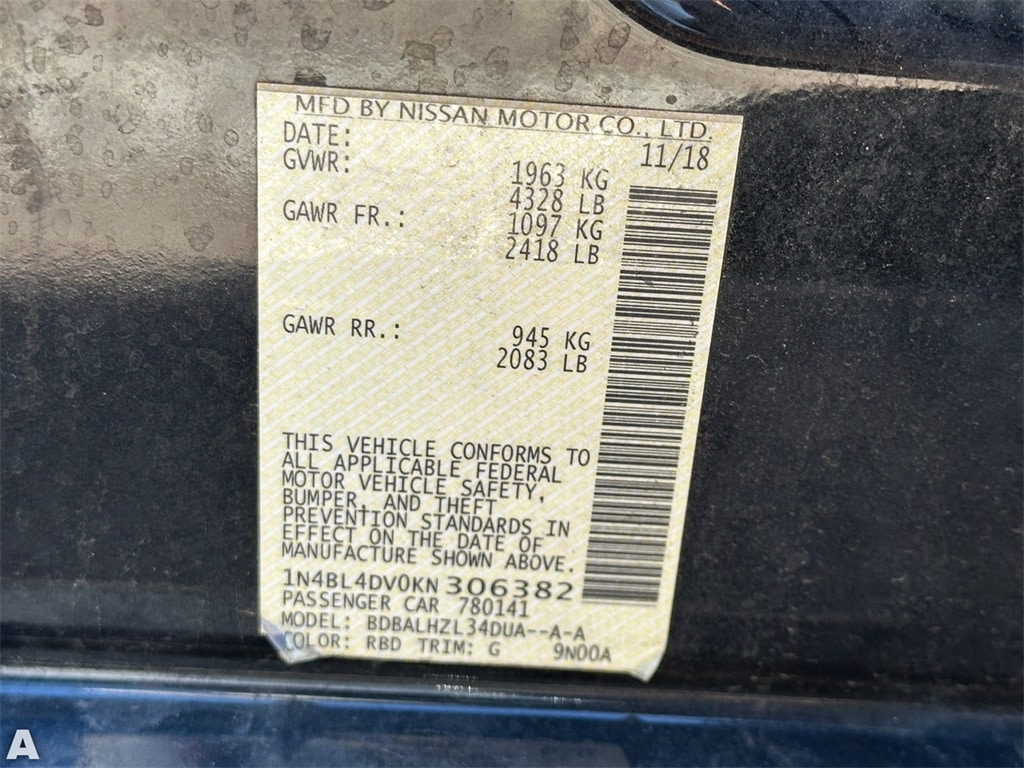 MFD BY NISSAN MOTOR CO., LTD.
DATE: 11/18
GVWR: 1963 KG
4328 LB
GAWR FR.: 1097 KG
2418 LB
GAWR RR.: 945 KG
2083 LB
THIS VEHICLE CONFORMS TO
ALL APPLICABLE FEDERAL
MOTOR VEHICLE SAFETY,
BUMPER, AND THEFT
PREVENTION STANDARDS IN
EFFECT ON THE DATE OF
MANUFACTURE SHOWN ABOVE.
1N4BL4DV0KN306382
PASSENGER CAR 780141
MODEL: BDBALHZL34DUA--A-A
COLOR: RBD TRIM: G 9N00A
A